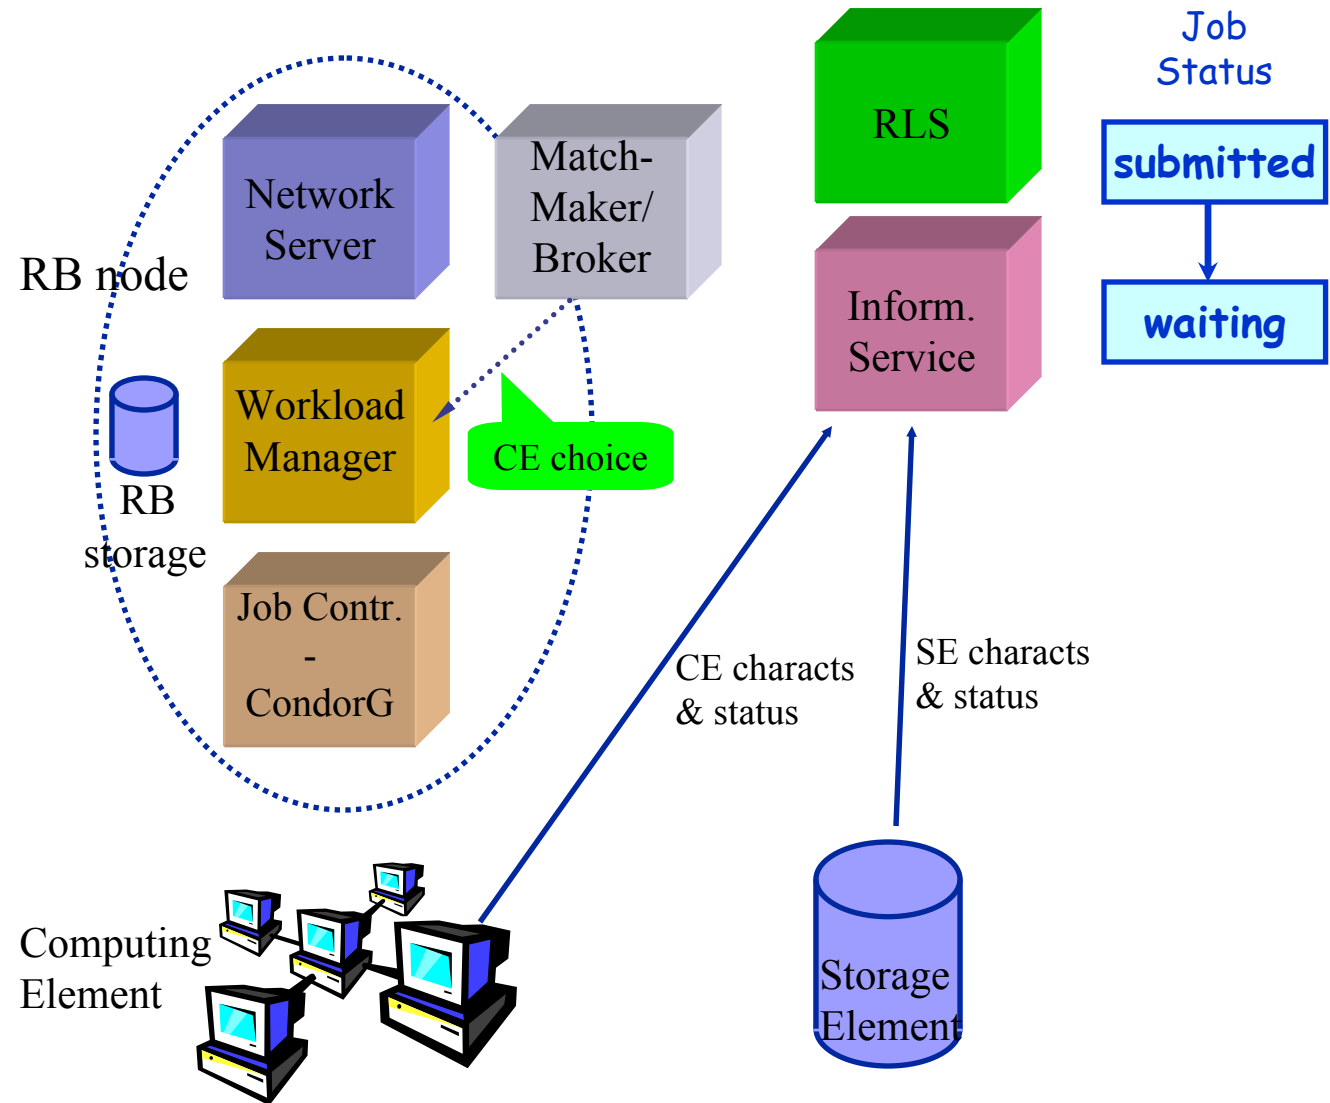 Job
Status
RLS
submitted
Match-
Maker/
Broker
Network
Server
RB node
Inform.
Service
waiting
Workload
Manager
CE choice
RB
storage
Job Contr.
-
CondorG
CE characts
& status
SE characts
& status
Computing
Element
Storage
Element